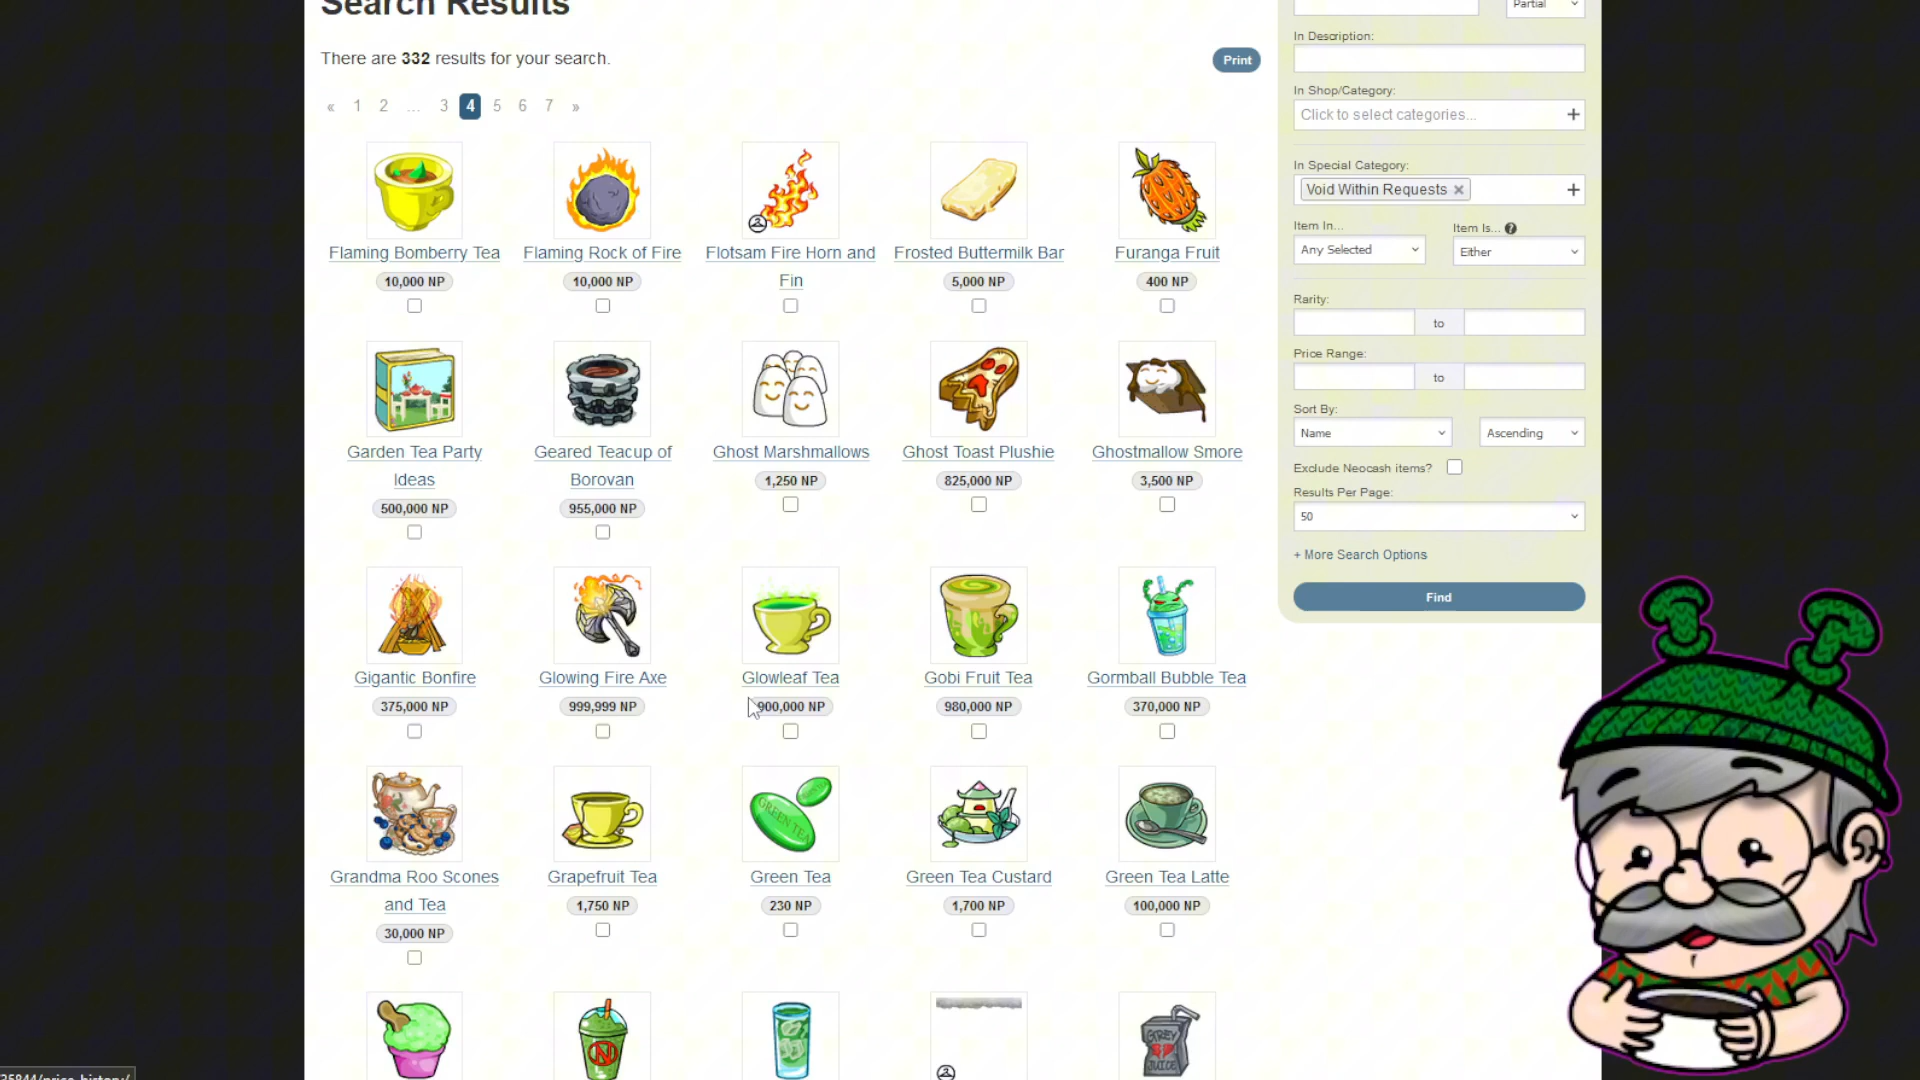 Search Results
There are 332 results for your search.
Print
« 1 2 ... 3 4 5 6 7 »
Flaming Bomberry Tea
10,000 NP
Flaming Rock of Fire
10,000 NP
Flotsam Fire Horn and
Fin
Frosted Buttermilk Bar
5,000 NP
Furanga Fruit
400 NP
Garden Tea Party
Ideas
500,000 NP
Geared Teacup of
Borovan
955,000 NP
Ghost Marshmallows
1,250 NP
Ghost Toast Plushie
825,000 NP
Ghostmallow Smore
3,500 NP
Gigantic Bonfire
375,000 NP
Glowing Fire Axe
999,999 NP
Glowleaf Tea
900,000 NP
Gobi Fruit Tea
980,000 NP
Gormball Bubble Tea
370,000 NP
Grandma Roo Scones
and Tea
30,000 NP
Grapefruit Tea
1,750 NP
GREEN TEA
Green Tea
230 NP
Green Tea Custard
1,700 NP
Green Tea Latte
100,000 NP
N
GREY
JUICE
Partial
In Description:
In Shop/Category:
Click to select categories... +
In Special Category:
Void Within Requests × +
Item In...
Any Selected
Item Is... ?
Either
Rarity:
to
Price Range:
to
Sort By:
Name
Ascending
Exclude Neocash items?
Results Per Page:
50
+ More Search Options
Find